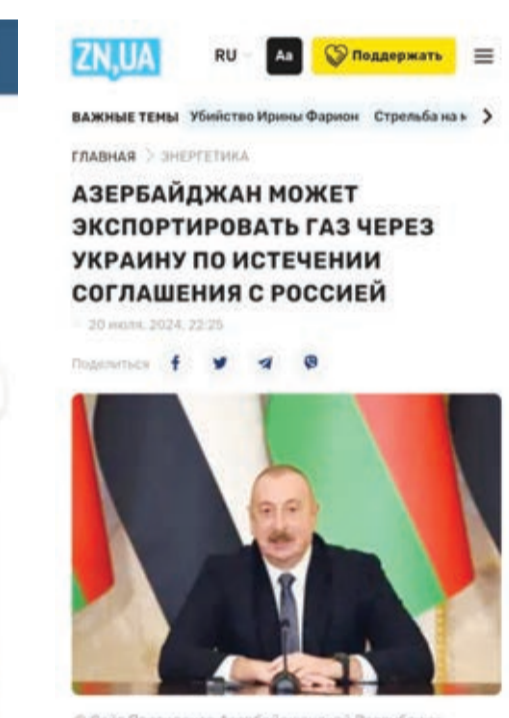 ZN,UA
RU
Aa
Поддержать
ВАЖНЫЕ ТЕМЫ Убийство Ирины Фарион Стрельба на
ГЛАВНАЯ > ЭНЕРГЕТИКА
АЗЕРБАЙДЖАН МОЖЕТ
ЭКСПОРТИРОВАТЬ ГАЗ ЧЕРЕЗ
УКРАИНУ ПО ИСТЕЧЕНИИ
СОГЛАШЕНИЯ С РОССИЕЙ
20 июля, 2024, 22:25
Поделиться